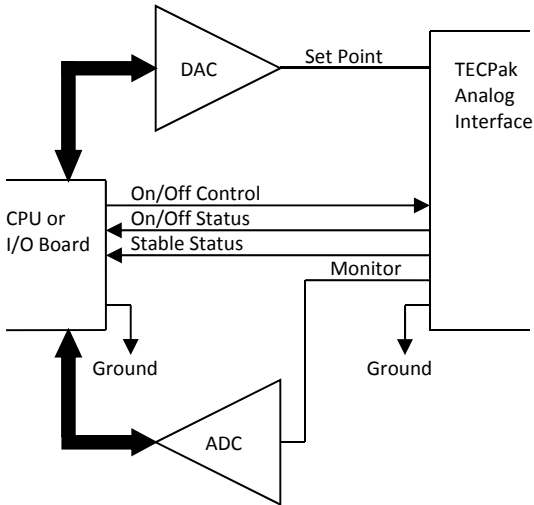 DAC
Set Point
TECPak
Analog
Interface
On/Off Control
CPU or
I/O Board
On/Off Status
Stable Status
Monitor
Ground
Ground
ADC